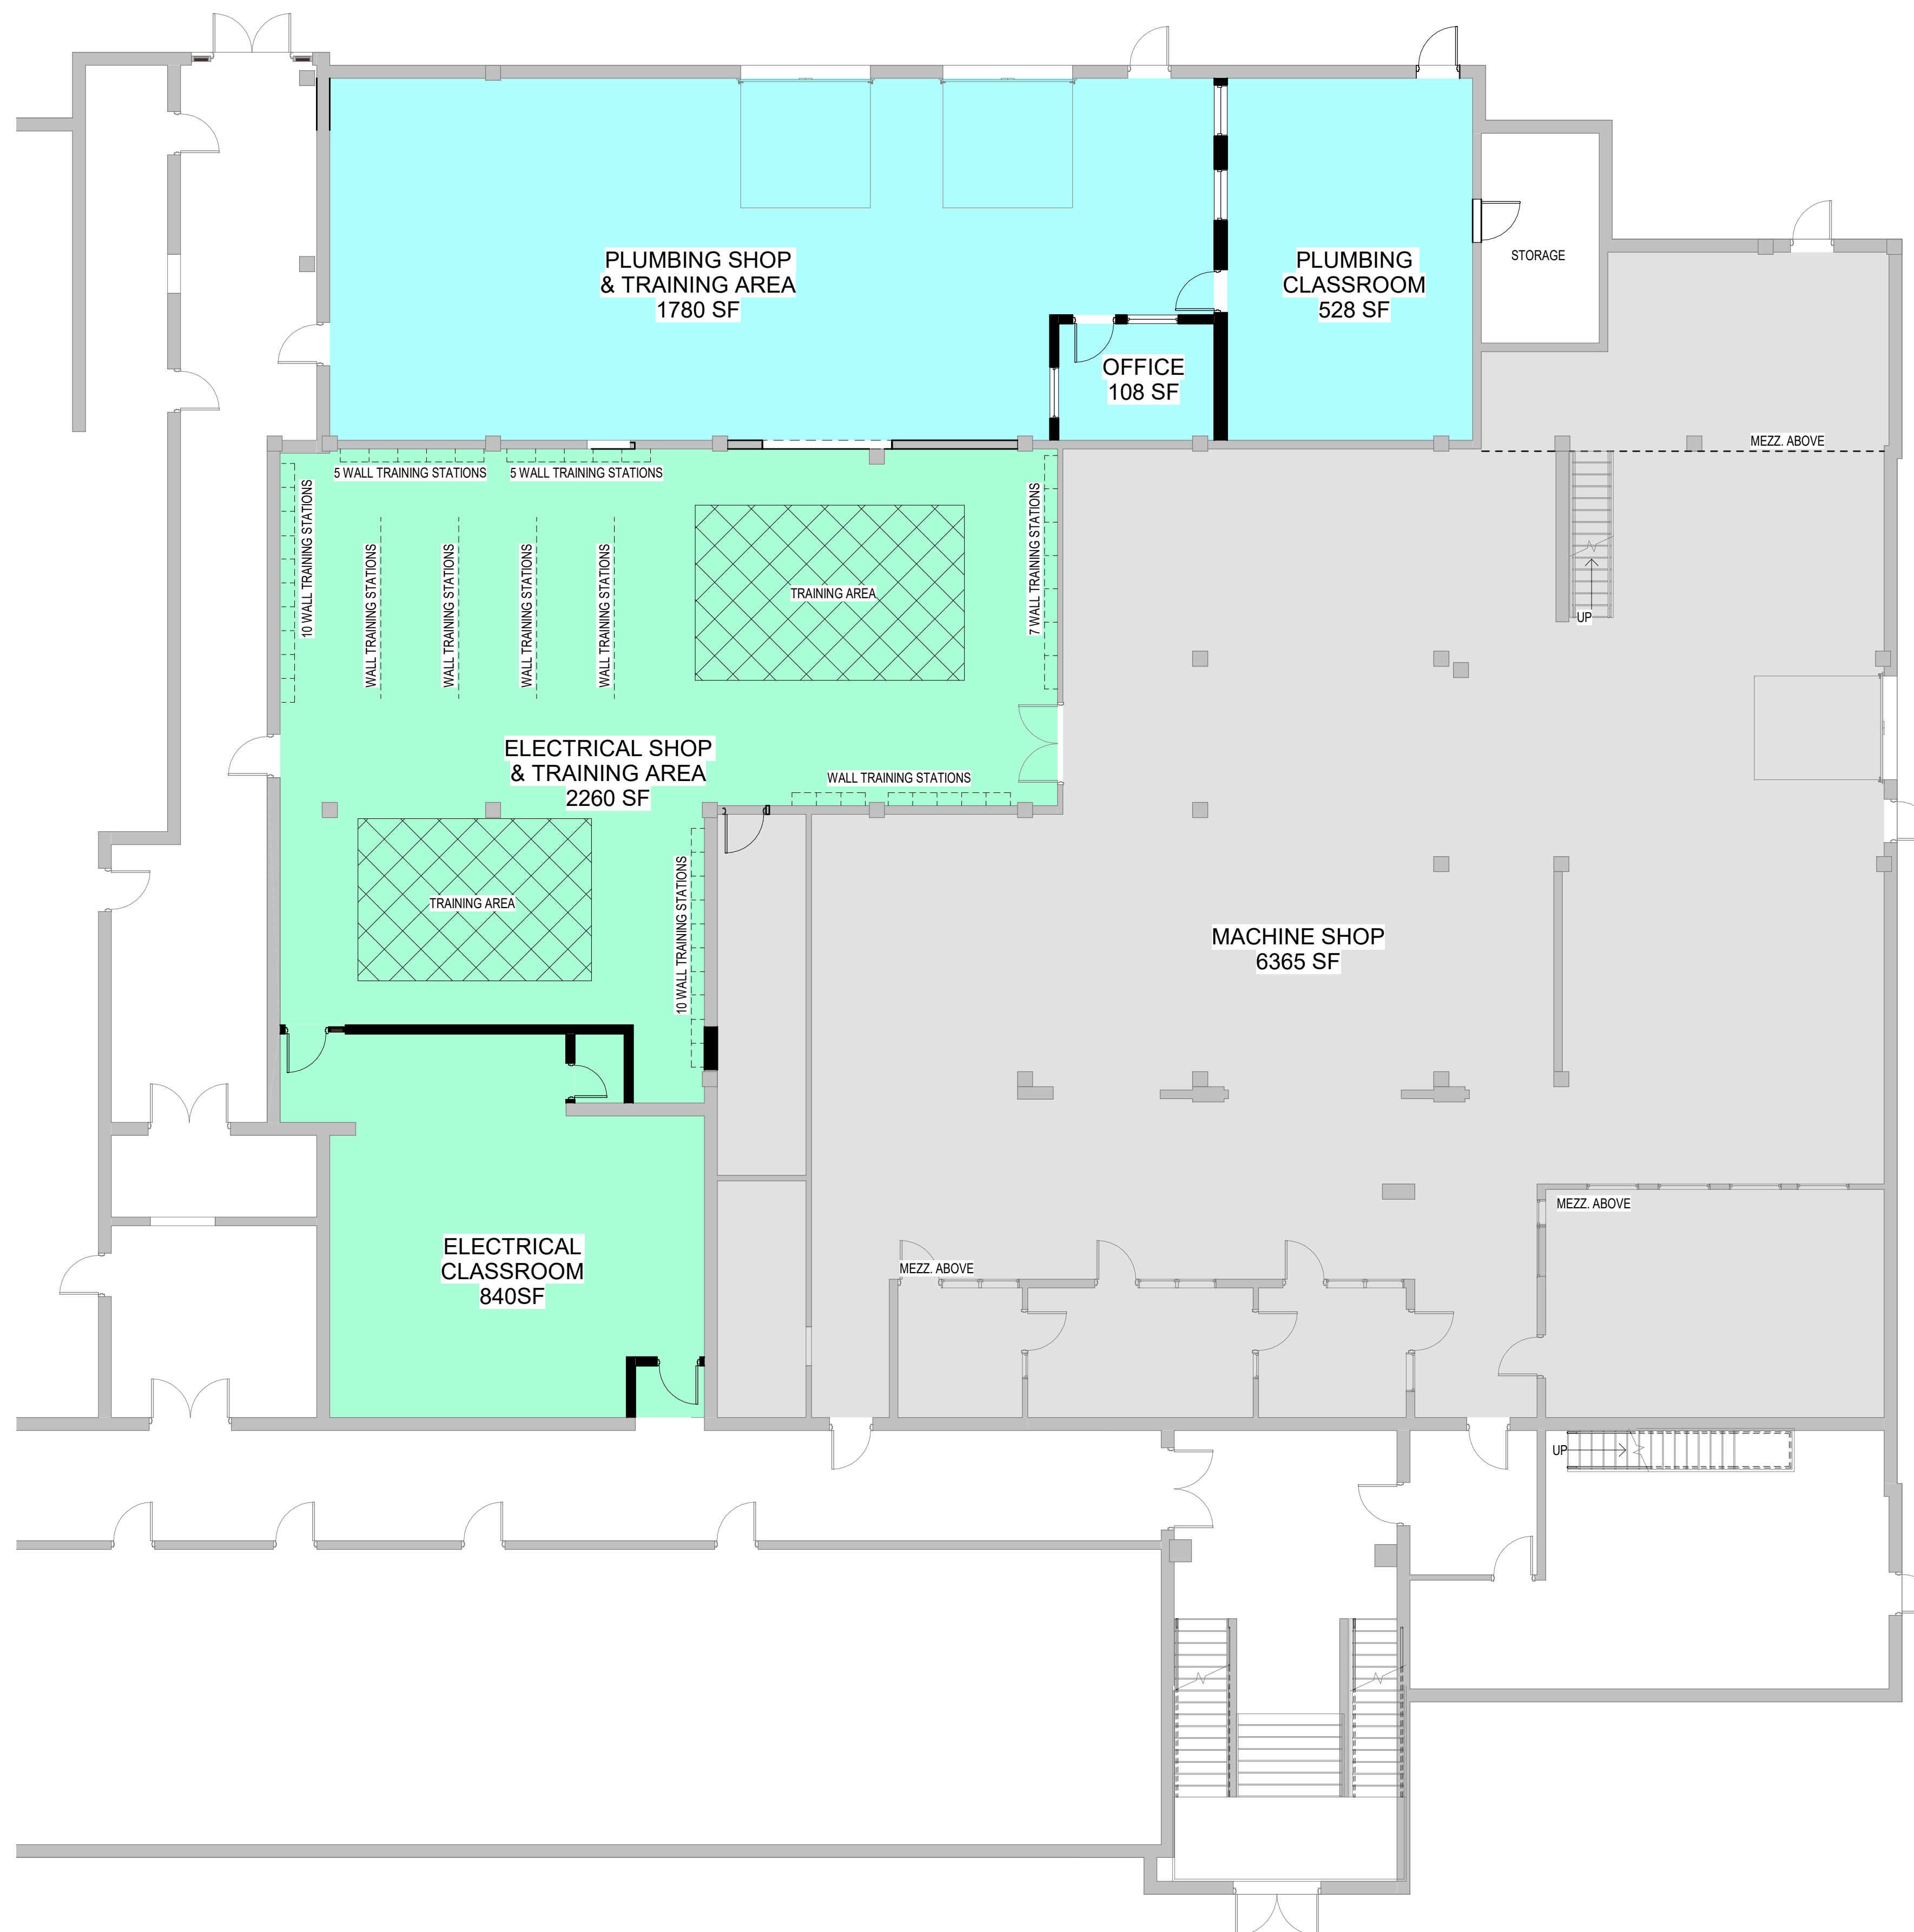 PLUMBING SHOP
& TRAINING AREA
1780 SF
PLUMBING
CLASSROOM
528 SF
STORAGE
OFFICE
108 SF
MEZZ. ABOVE
5 WALL TRAINING STATIONS
5 WALL TRAINING STATIONS
10 WALL TRAINING STATIONS
WALL TRAINING STATIONS
WALL TRAINING STATIONS
WALL TRAINING STATIONS
WALL TRAINING STATIONS
TRAINING AREA
7 WALL TRAINING STATIONS
UP
ELECTRICAL SHOP
& TRAINING AREA
2260 SF
WALL TRAINING STATIONS
TRAINING AREA
10 WALL TRAINING STATIONS
MACHINE SHOP
6365 SF
MEZZ. ABOVE
ELECTRICAL
CLASSROOM
840SF
MEZZ. ABOVE
UP